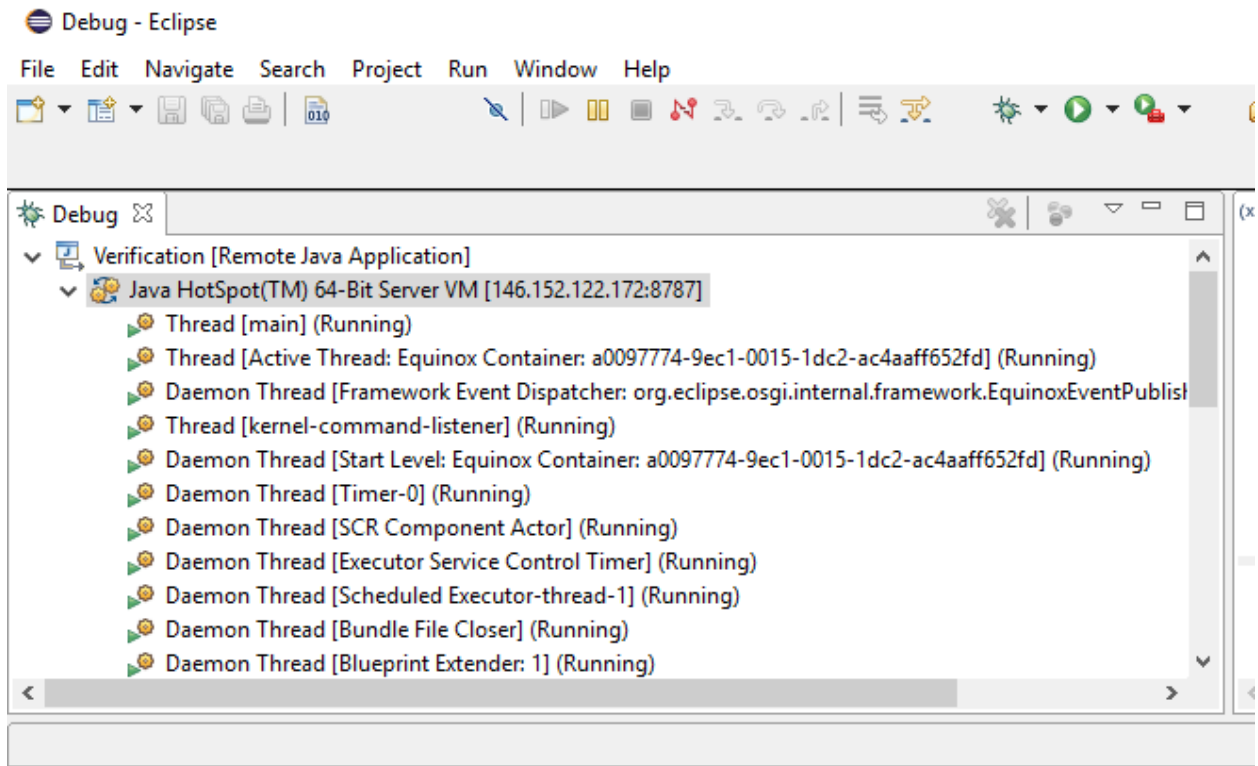 Debug - Eclipse
File Edit Navigate Search Project Run Window Help
010
Debug
(x
Verification [Remote Java Application]
Java HotSpot(TM) 64-Bit Server VM [146.152.122.172:8787]
Thread [main] (Running)
Thread [Active Thread: Equinox Container: a0097774-9ec1-0015-1dc2-ac4aaff652fd] (Running)
Daemon Thread [Framework Event Dispatcher: org.eclipse.osgi.internal.framework.EquinoxEventPublish
Thread [kernel-command-listener] (Running)
Daemon Thread [Start Level: Equinox Container: a0097774-9ec1-0015-1dc2-ac4aaff652fd] (Running)
Daemon Thread [Timer-0] (Running)
Daemon Thread [SCR Component Actor] (Running)
Daemon Thread [Executor Service Control Timer] (Running)
Daemon Thread [Scheduled Executor-thread-1] (Running)
Daemon Thread [Bundle File Closer] (Running)
Daemon Thread [Blueprint Extender: 1] (Running)